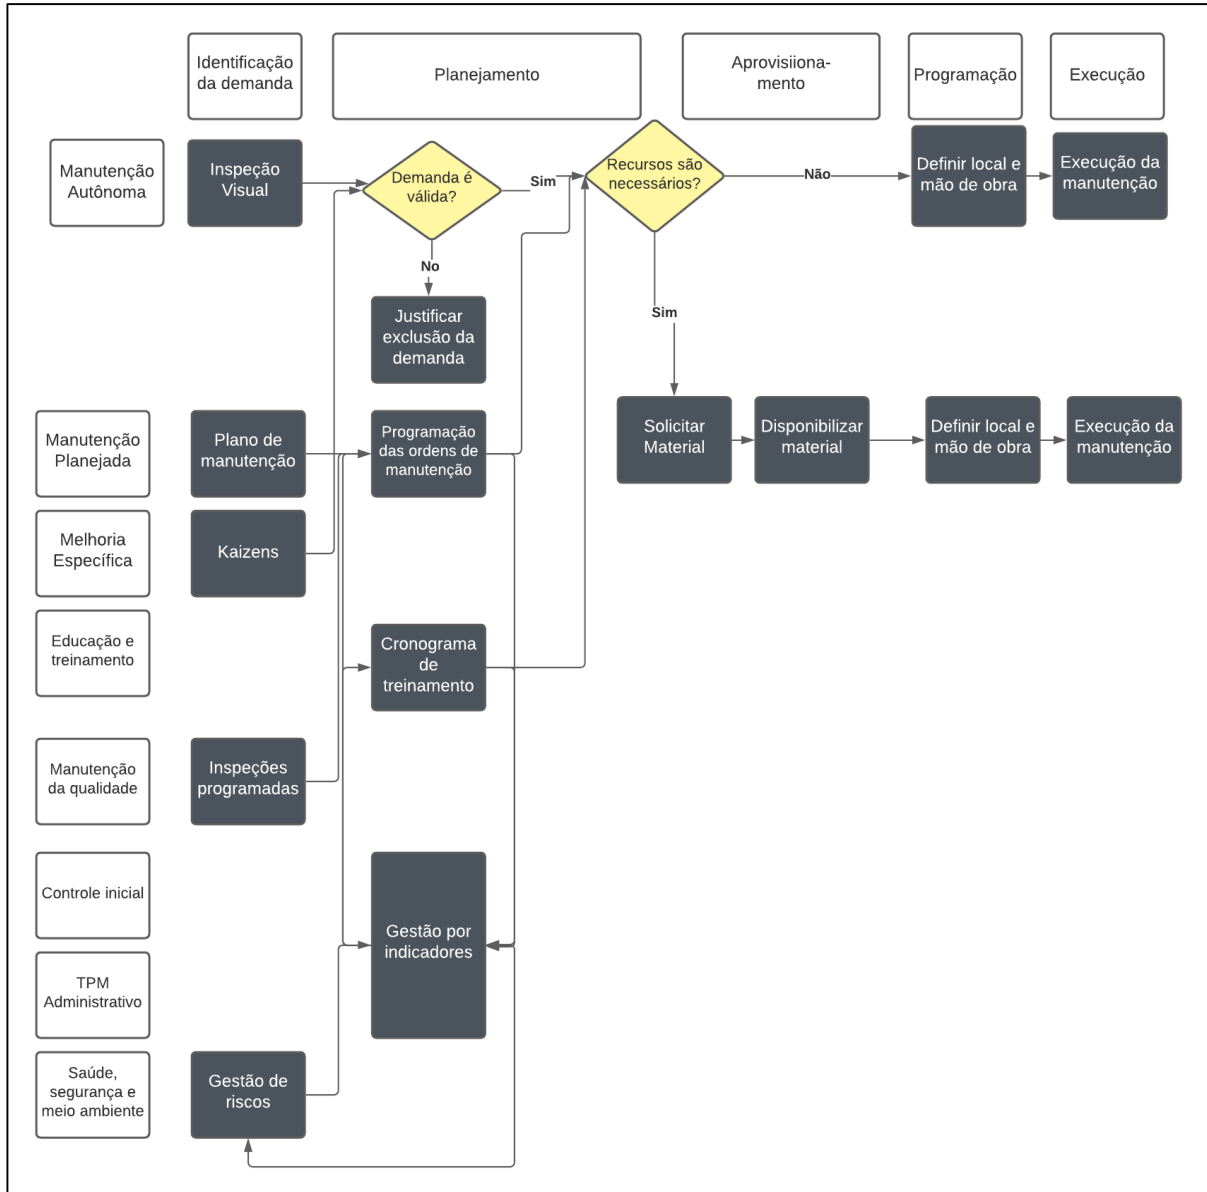 Identificação
da demanda
Planejamento
Aprovisiiona-
mento
Programação
Execução
Manutenção
Autônoma
Inspeção
Visual
Demanda é
válida?
Sim
Recursos são
necessários?
Não
Definir local e
mão de obra
Execução da
manutenção
No
Justificar
exclusão da
demanda
Sim
Manutenção
Planejada
Plano de
manutenção
Programação
das ordens de
manutenção
Solicitar
Material
Disponibilizar
material
Definir local e
mão de obra
Execução da
manutenção
Melhoria
Específica
Kaizens
Educação e
treinamento
Cronograma
de
treinamento
Manutenção
da qualidade
Inspeções
programadas
Controle inicial
Gestão por
indicadores
TPM
Administrativo
Saúde,
segurança e
meio ambiente
Gestão de
riscos